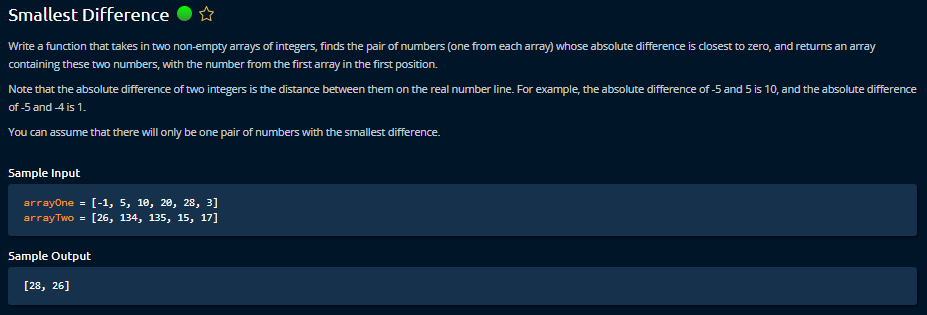 Smallest Difference
Write a function that takes in two non-empty arrays of integers, finds the pair of numbers (one from each array) whose absolute difference is closest to zero, and returns an array
containing these two numbers, with the number from the first array in the first position.
Note that the absolute difference of two integers is the distance between them on the real number line. For example, the absolute difference of -5 and 5 is 10, and the absolute difference
of -5 and -4 is 1.
You can assume that there will only be one pair of numbers with the smallest difference.
Sample Input
arrayOne = [-1, 5, 10, 20, 28, 3]
arrayTwo = [26, 134, 135, 15, 17]
Sample Output
[28, 26]